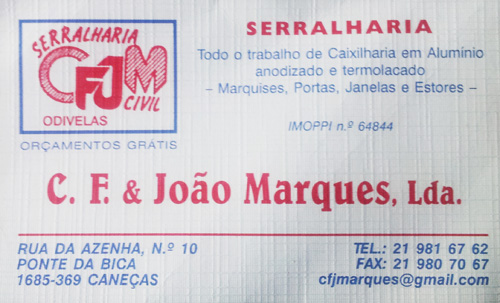 SERRALHARIA
CFJM
CIVIL
ODIVELAS
ORÇAMENTOS GRÁTIS
SERRALHARIA
Todo o trabalho de Caixilharia em Alumínio
anodizado e termolacado
– Marquises, Portas, Janelas e Estores –
IMOPPI n.º 64844
C. F. & João Marques, Lda.
RUA DA AZENHA, N.º 10
PONTE DA BICA
1685-369 CANEÇAS
TEL.: 21 981 67 62
FAX: 21 980 70 67
cfjmarques@gmail.com